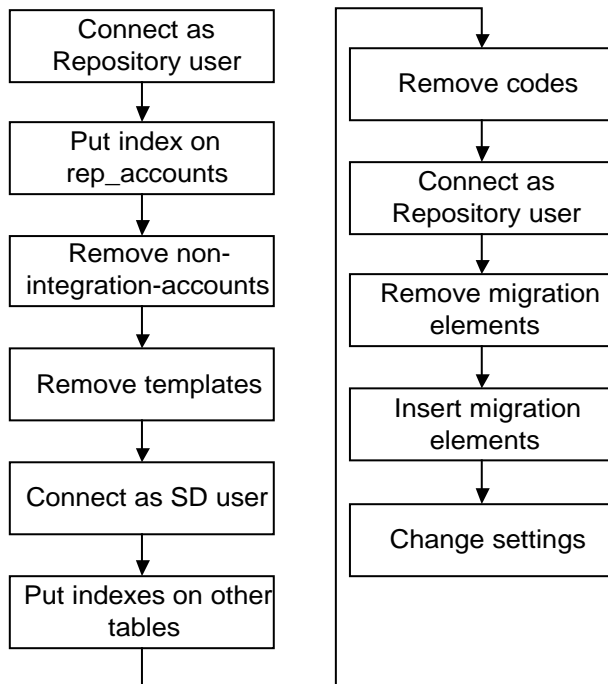 Connect as
Repository user
Put index on
rep_accounts
Remove non-
integration-accounts
Remove templates
Connect as SD user
Put indexes on other
tables
Remove codes
Connect as
Repository user
Remove migration
elements
Insert migration
elements
Change settings